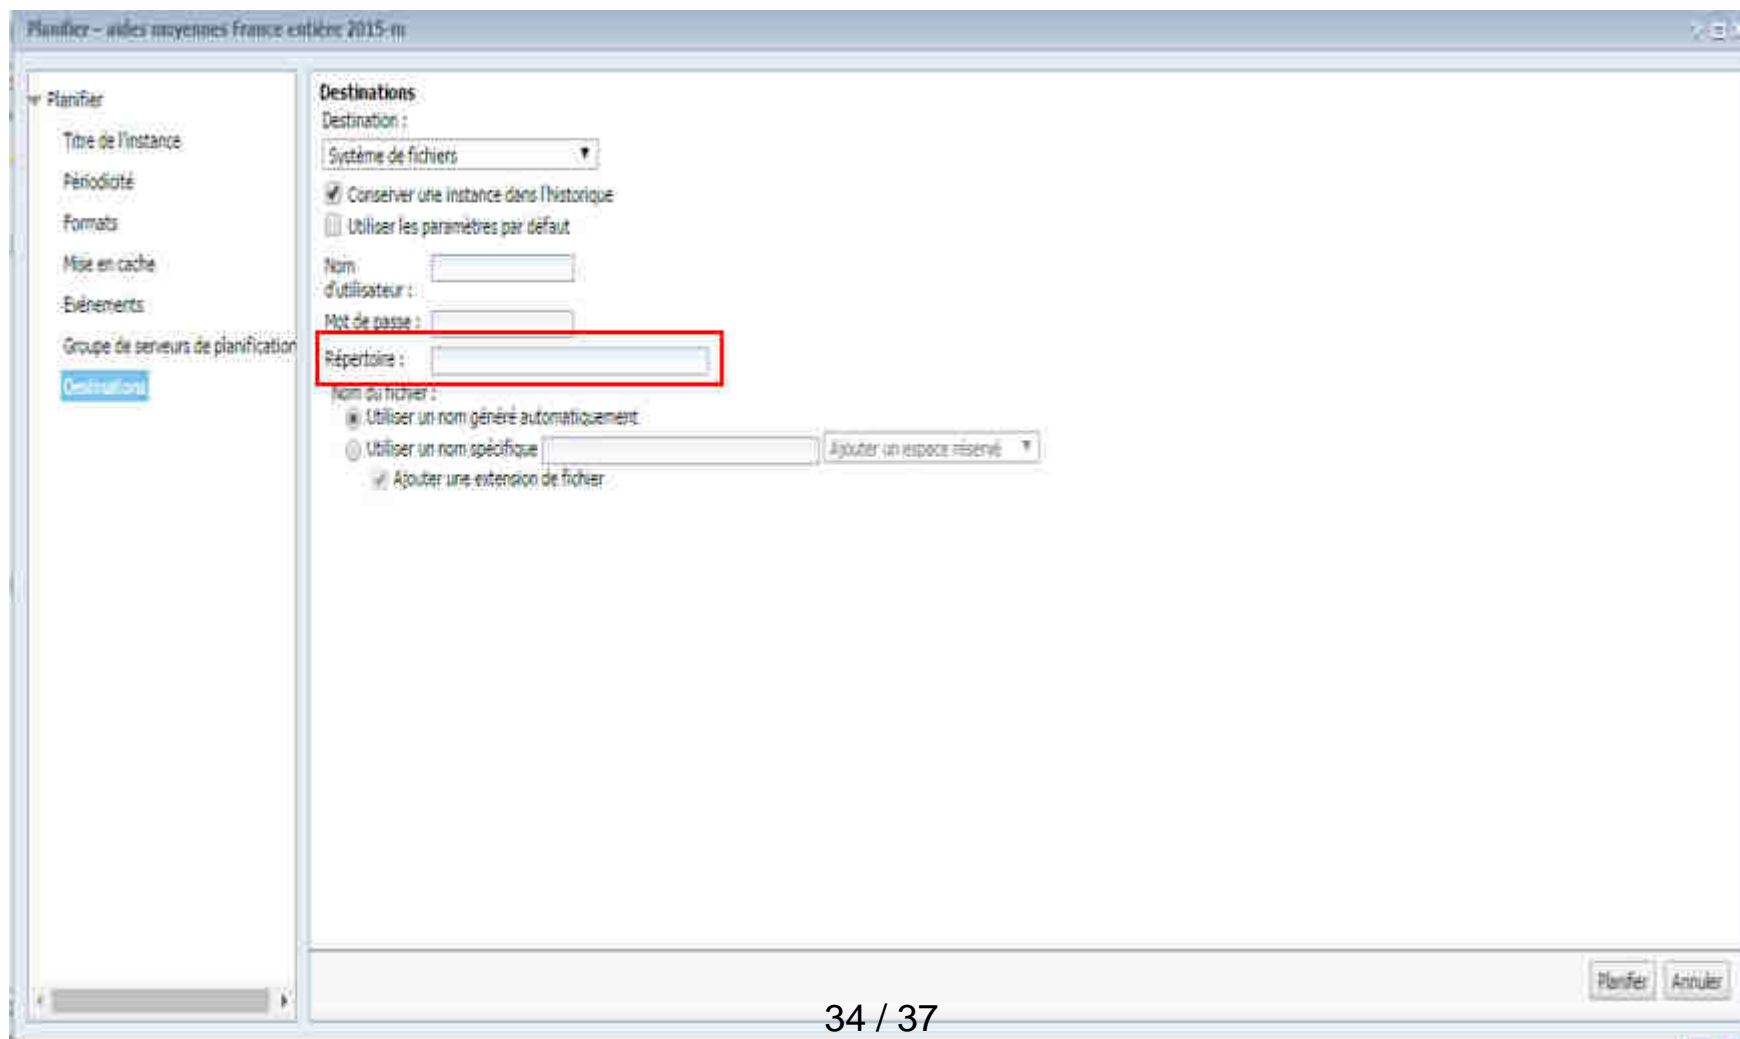 Planifier – aides moyennes France entière 2015-m
Planifier
Titre de l'instance
Périodicité
Formats
Mise en cache
Evénements
Groupe de serveurs de planification
Destinations
Destinations
Destination :
Système de fichiers
Conserver une instance dans l'historique
Utiliser les paramètres par défaut
Nom
d'utilisateur :
Mot de passe :
Répertoire :
Nom du fichier :
Utiliser un nom généré automatiquement
Utiliser un nom spécifique
Ajouter un espace réservé
Ajouter une extension de fichier
Planifier
Annuler
34 / 37